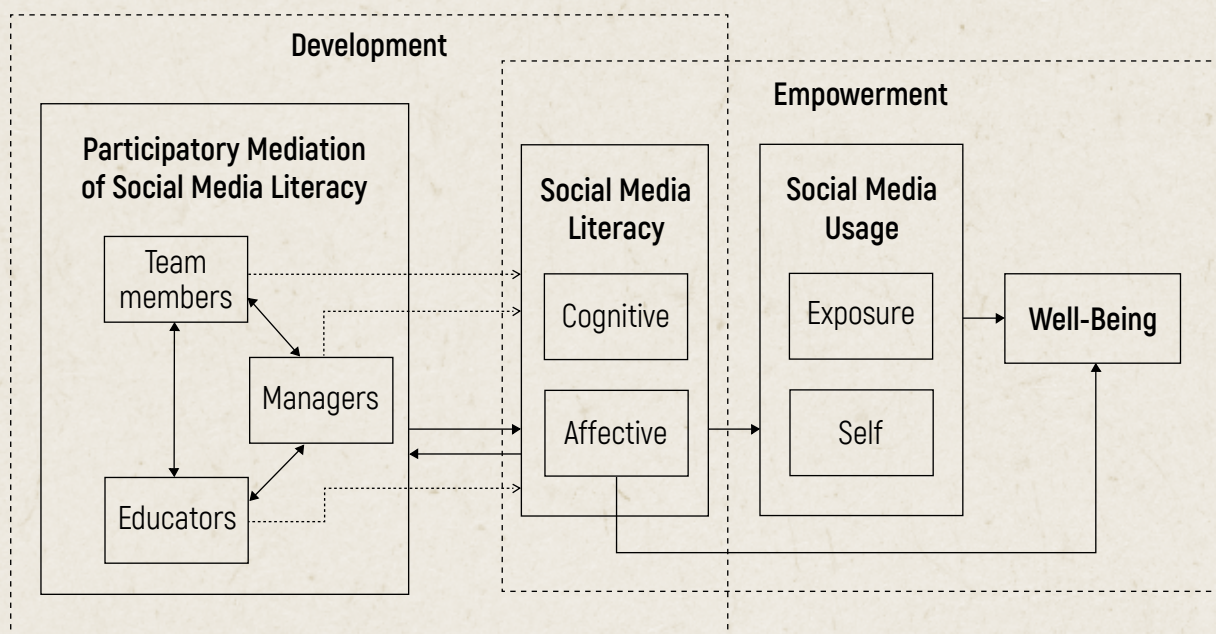 Development
Empowerment
Participatory Mediation
of Social Media Literacy
Team
members
Managers
Educators
Social Media
Literacy
Cognitive
Affective
Social Media
Usage
Exposure
Self
Well-Being